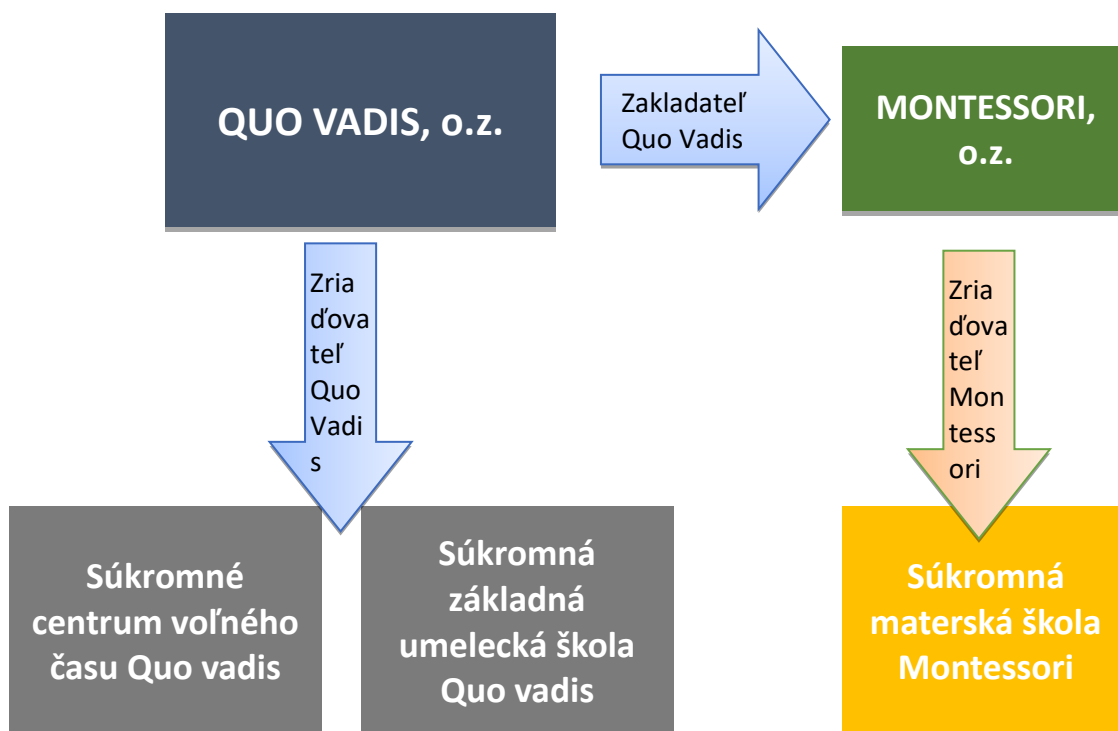 QUO VADIS, o.z.
Zakladateľ
Quo Vadis
MONTESSORI,
o.z.
Zria
ďova
teľ
Quo
Vadi
s
Zria
ďova
teľ
Mon
tess
ori
Súkromné
centrum voľného
času Quo vadis
Súkromná
základná
umelecká škola
Quo vadis
Súkromná
materská škola
Montessori